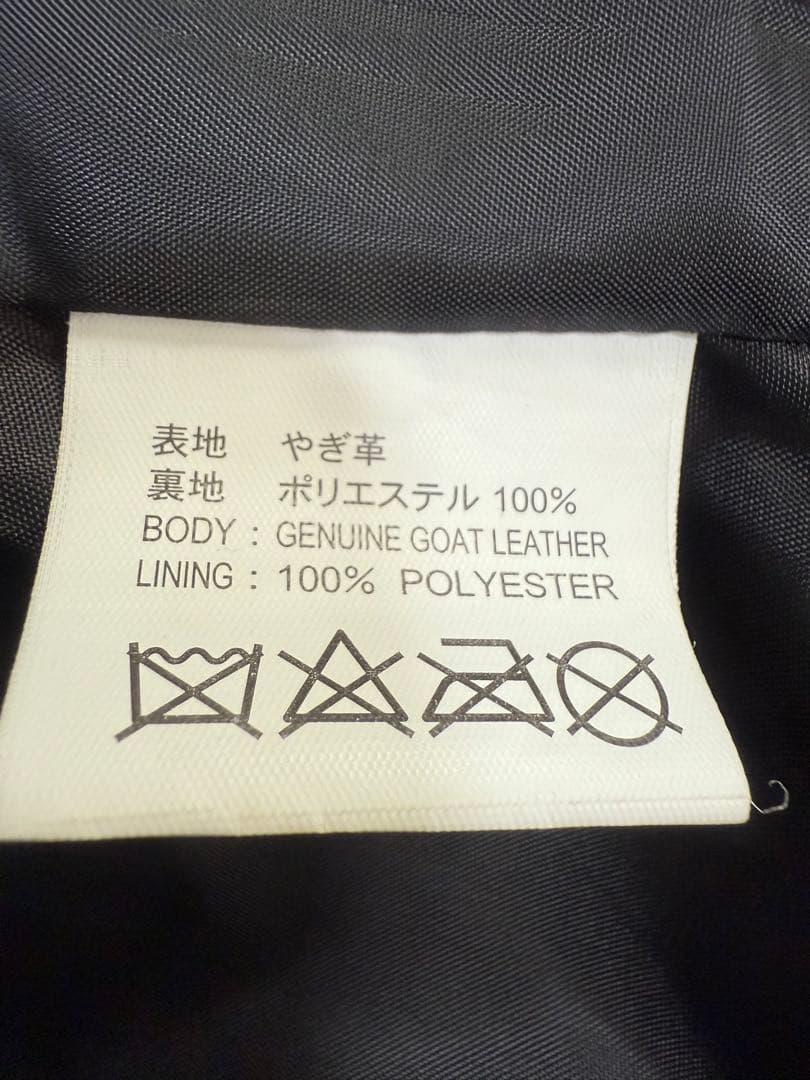 表地 やぎ革
裏地 ポリエステル 100%
BODY : GENUINE GOAT LEATHER
LINING : 100% POLYESTER